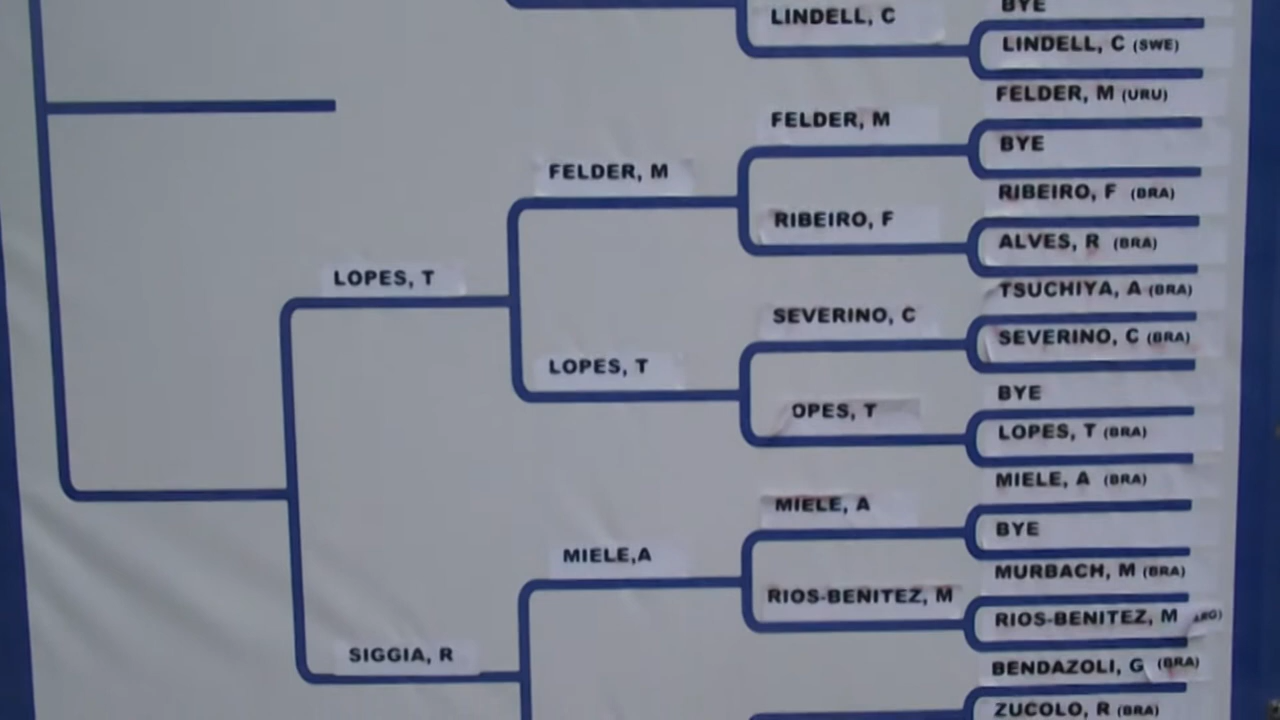 BYE
LINDELL, C
LINDELL, C (SWE)
FELDER, M (URU)
FELDER, M
BYE
FELDER, M
RIBEIRO, F (BRA)
RIBEIRO, F
ALVES, R (BRA)
LOPES, T
TSUCHIYA, A (BRA)
SEVERINO, C
SEVERINO, C (BRA)
LOPES, T
BYE
OPES, T
LOPES, T (BRA)
MIELE, A (BRA)
MIELE, A
BYE
MIELE,A
MURBACH, M (BRA)
RIOS-BENITEZ, M
RIOS-BENITEZ, M (ARG)
SIGGIA, R
BENDAZOLI, G (BRA)
ZUCOLO, R (BRA)